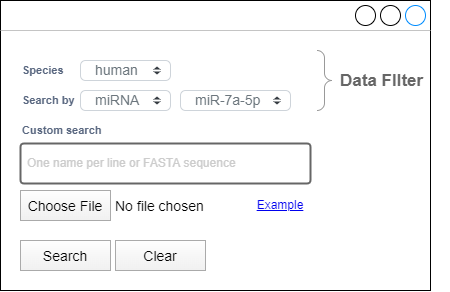 Species human
Data FIlter
Search by miRNA miR-7a-5p
Custom search
One name per line or FASTA sequence
Choose File No file chosen Example
Search Clear